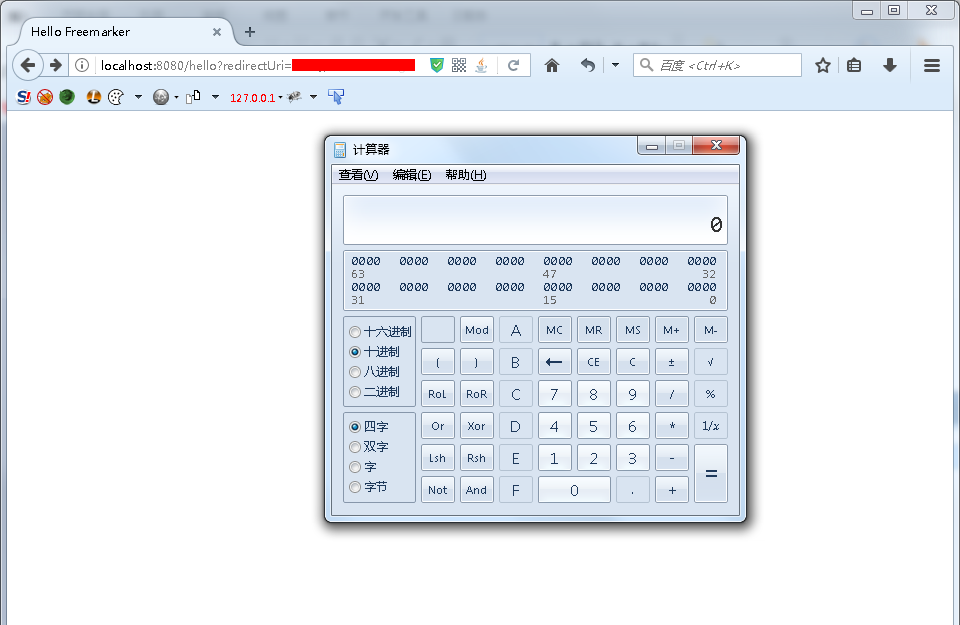 Hello Freemarker
localhost:8080/hello?redirectUri=
百度 <Ctrl+K>
127.0.0.1
计算器
查看(V) 编辑(E) 帮助(H)
0
0000 0000 0000 0000 0000 0000 0000 0000
63 47 32
0000 0000 0000 0000 0000 0000 0000 0000
31 15 0
十六进制 Mod A MC MR MS M+ M-
十进制 ( ) B ← CE C ± √
八进制
二进制 RoL RoR C 7 8 9 / %
四字 Or Xor D 4 5 6 * 1/x
双字
字 Lsh Rsh E 1 2 3 - =
字节 Not And F 0 . +